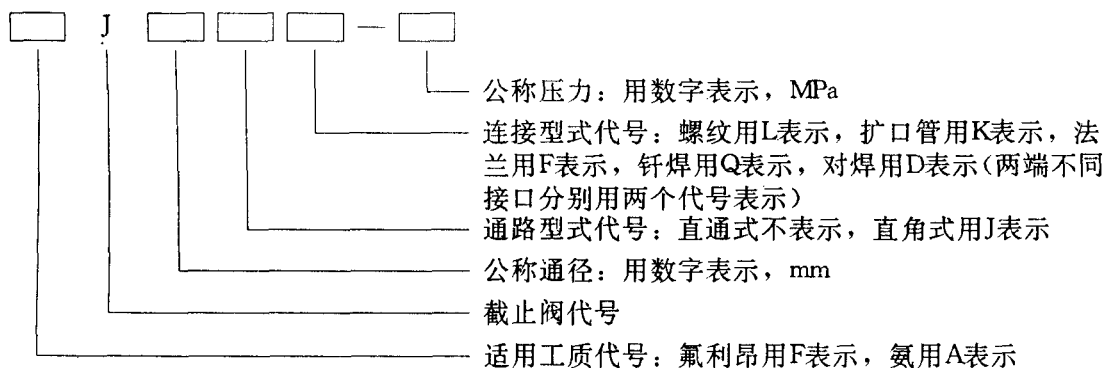 J —
公称压力：用数字表示，MPa
连接型式代号：螺纹用L表示，扩口管用K表示，法
兰用F表示，钎焊用Q表示，对焊用D表示（两端不同
接口分别用两个代号表示）
通路型式代号：直通式不表示，直角式用J表示
公称通径：用数字表示，mm
截止阀代号
适用工质代号：氟利昂用F表示，氨用A表示